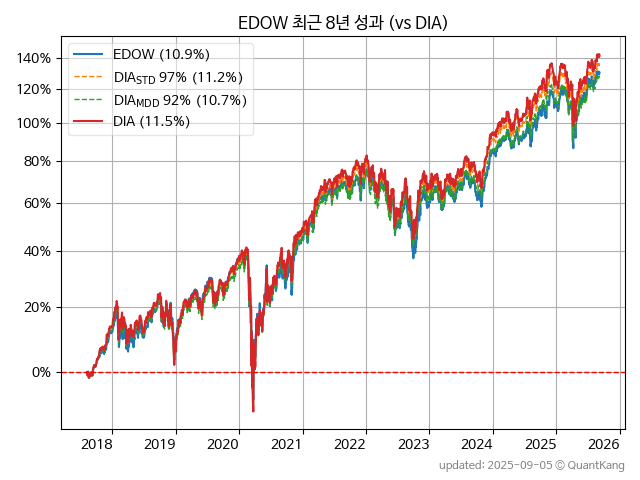 EDOW 최근 8년 성과 (vs DIA)
EDOW (10.9%)
DIA_STD 97% (11.2%)
DIA_MDD 92% (10.7%)
DIA (11.5%)
140%
120%
100%
80%
60%
40%
20%
0%
2018 2019 2020 2021 2022 2023 2024 2025 2026
updated: 2025-09-05 © QuantKang